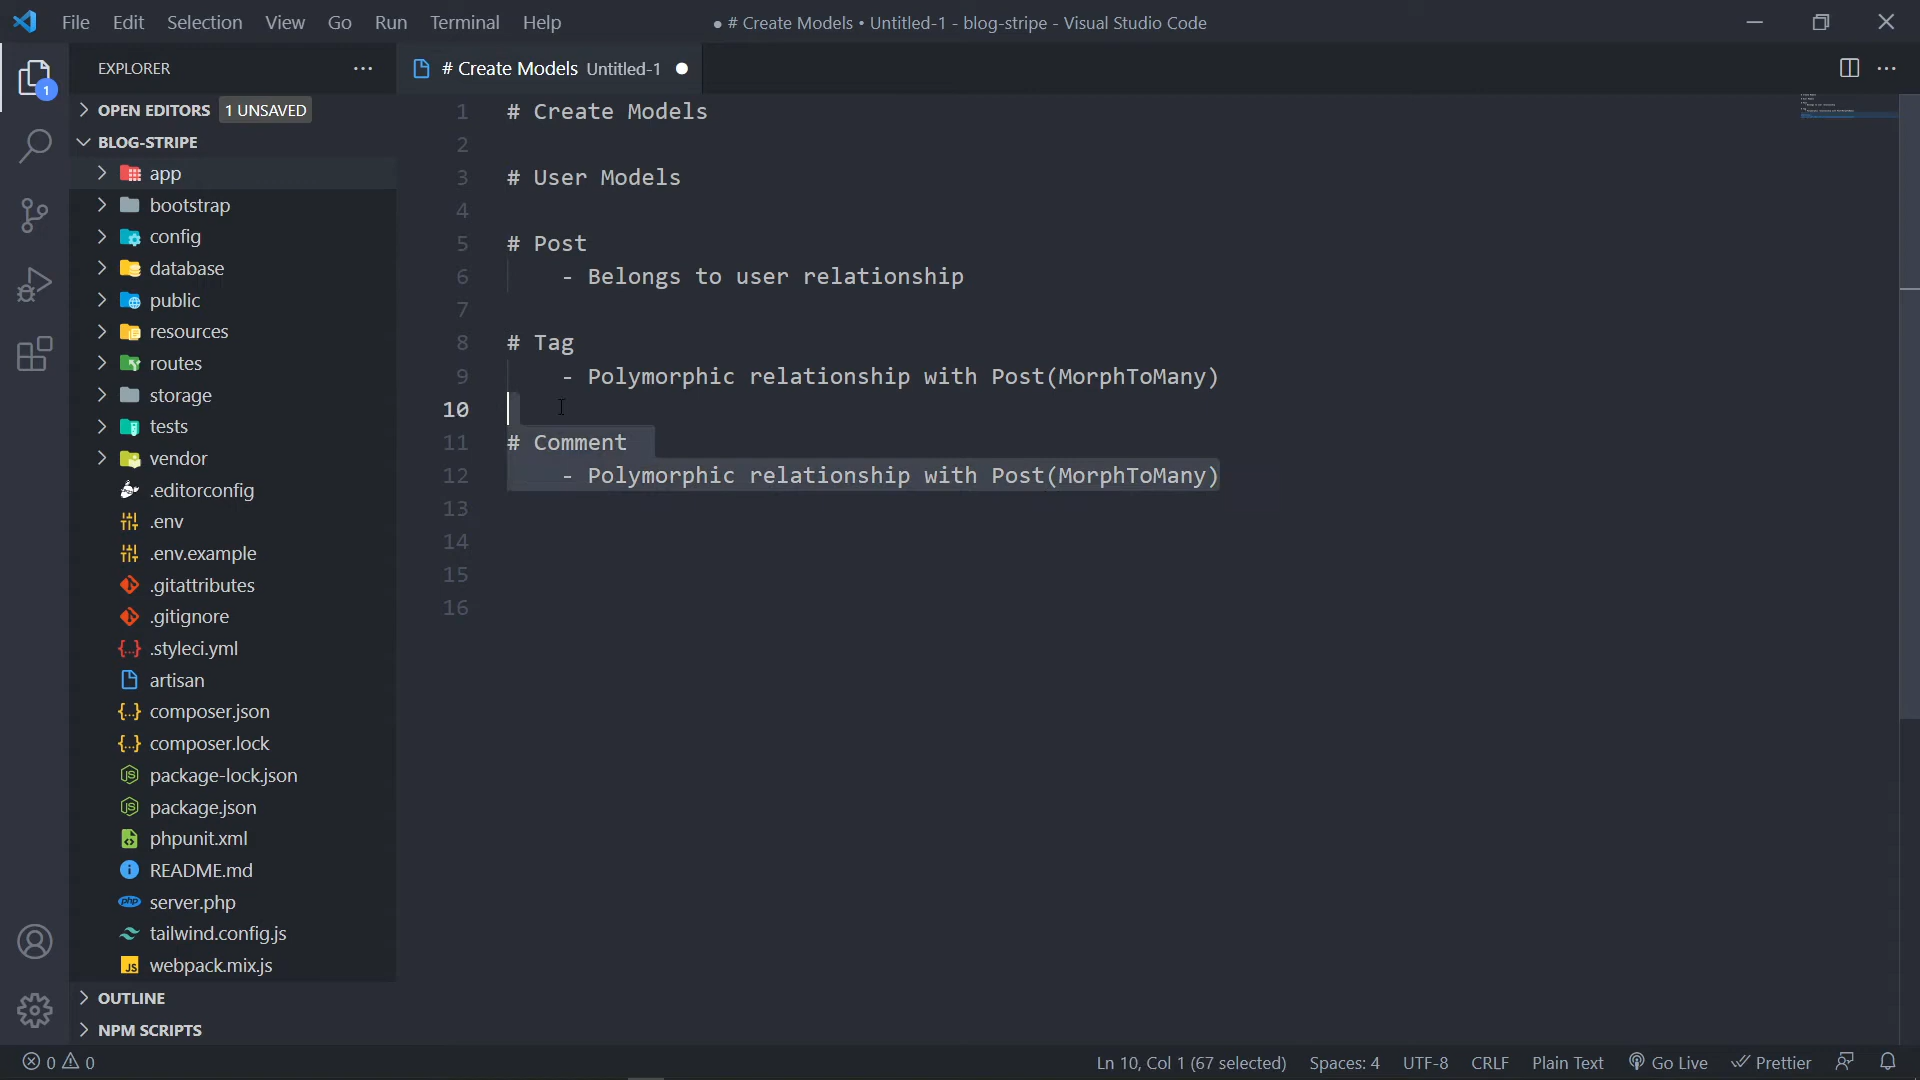 File Edit Selection View Go Run Terminal Help
● # Create Models • Untitled-1 - blog-stripe - Visual Studio Code
EXPLORER
# Create Models Untitled-1
1
OPEN EDITORS 1 UNSAVED
BLOG-STRIPE
app
bootstrap
config
database
public
resources
routes
storage
tests
vendor
.editorconfig
.env
.env.example
.gitattributes
.gitignore
.styleci.yml
artisan
composer.json
composer.lock
package-lock.json
package.json
phpunit.xml
README.md
server.php
tailwind.config.js
webpack.mix.js
OUTLINE
NPM SCRIPTS
1 # Create Models
2
3 # User Models
4
5 # Post
6 - Belongs to user relationship
7
8 # Tag
9 - Polymorphic relationship with Post(MorphToMany)
10
11 # Comment
12 - Polymorphic relationship with Post(MorphToMany)
13
14
15
16
0 0
Ln 10, Col 1 (67 selected) Spaces: 4 UTF-8 CRLF Plain Text Go Live Prettier